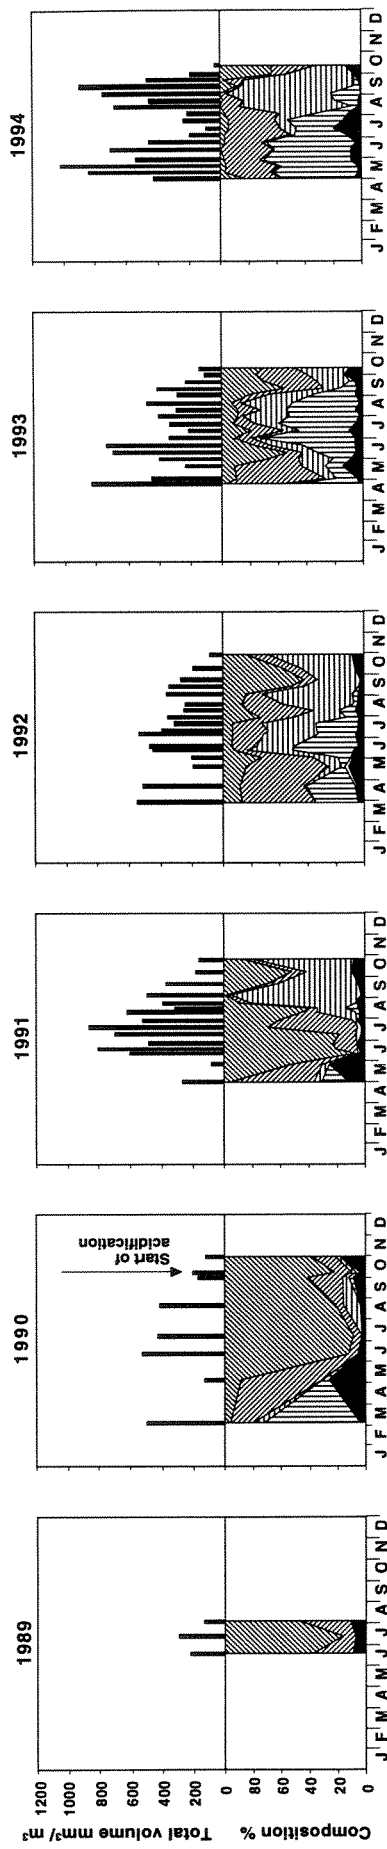 1989
1990
1991
1992
1993
1994
Start of
acidification
Total volume mm³/m³
1200
1000
800
600
400
200
0
Composition %
80
60
40
20
0
J F M A M J J A S O N D
J F M A M J J A S O N D
J F M A M J J A S O N D
J F M A M J J A S O N D
J F M A M J J A S O N D
J F M A M J J A S O N D